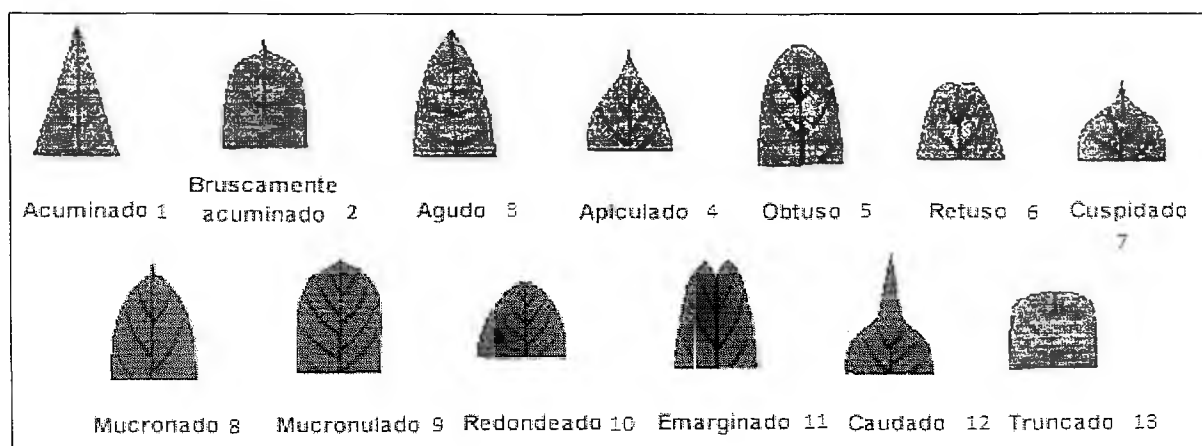 Acuminado 1
Bruscamente
acuminado 2
Agudo 3
Apiculado 4
Obtuso 5
Retuso 6
Cuspidado
7
Mucronado 8
Mucronulado 9
Redondeado 10
Emarginado 11
Caudado 12
Truncado 13